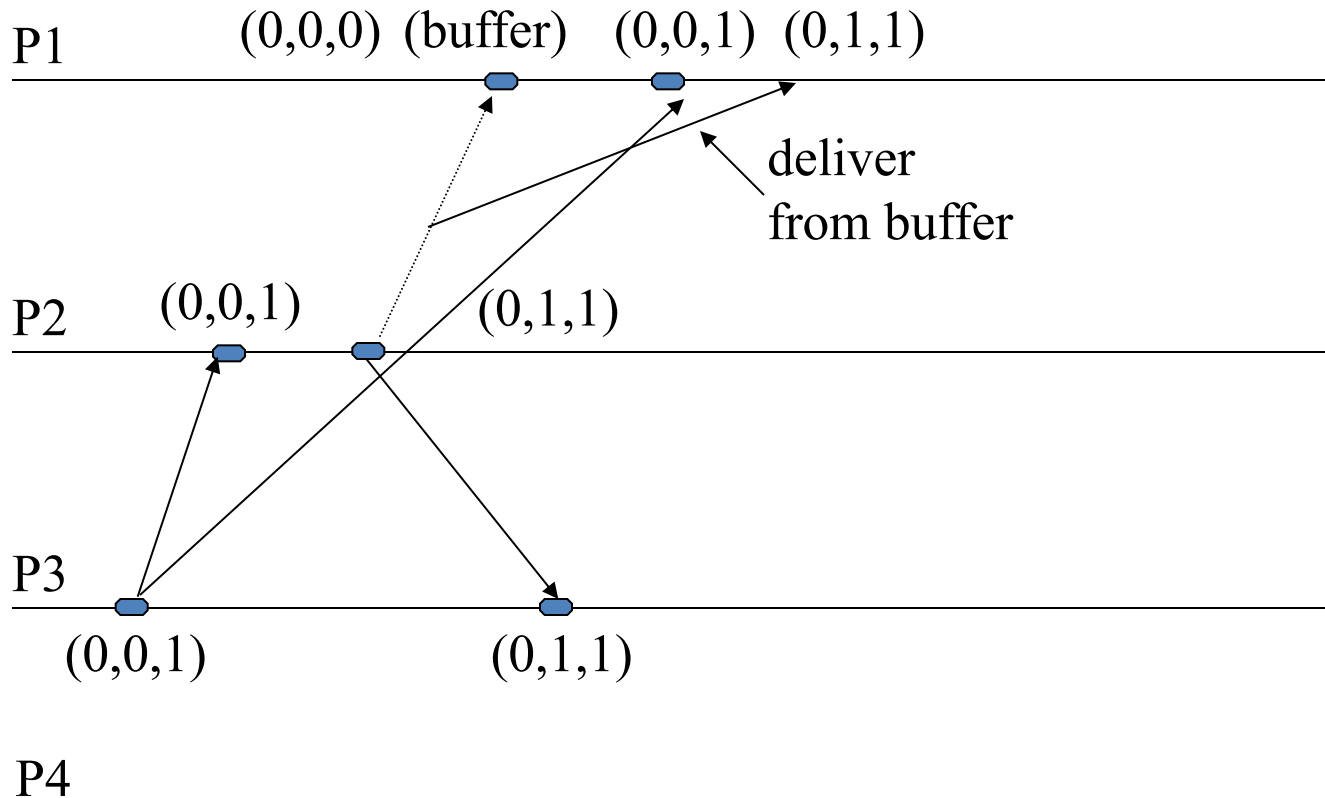 P1 (0,0,0) (buffer) (0,0,1) (0,1,1)
deliver
from buffer
P2 (0,0,1) (0,1,1)
P3
(0,0,1) (0,1,1)
P4